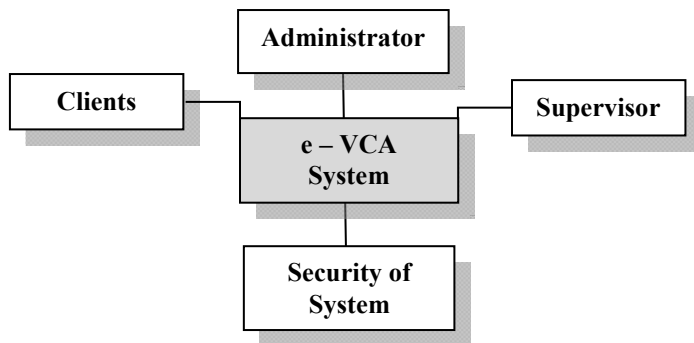 Administrator
Clients
Supervisor
e – VCA
System
Security of
System